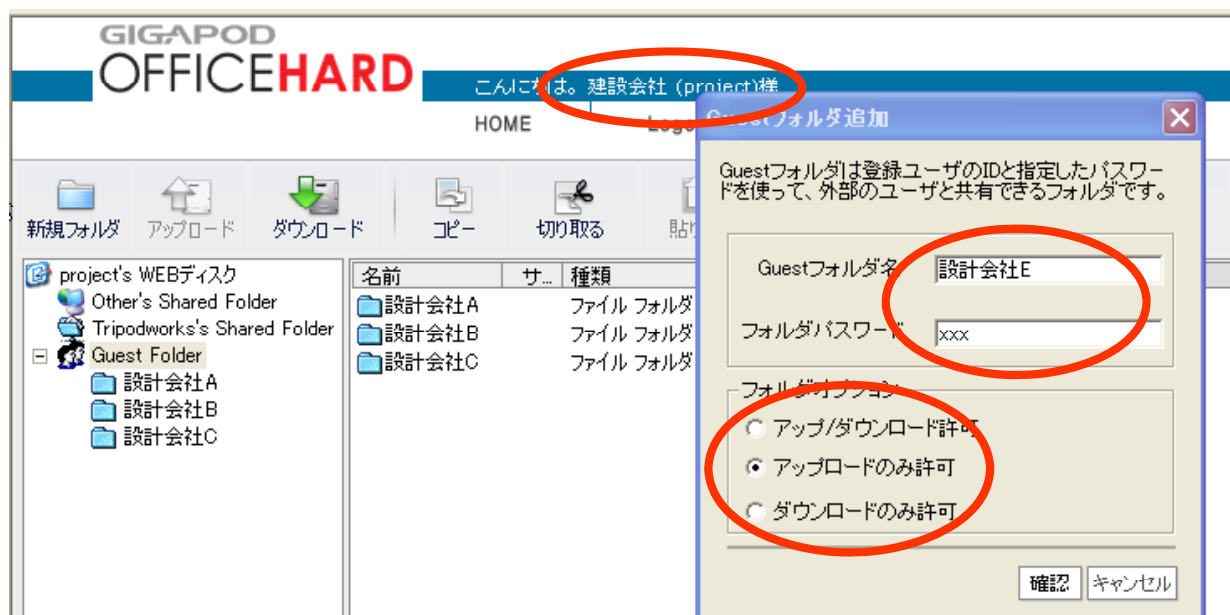 GIGAPOD
OFFICEHARD
こんにちは。建設会社 (project)様
HOME
Guestフォルダ追加
Guestフォルダは登録ユーザのIDと指定したパスワー
ドを使って、外部のユーザと共有できるフォルダです。
新規フォルダ アップロード ダウンロード コピー 切り取る
Guestフォルダ名 設計会社E
フォルダパスワード xxx
フォルダオプション
アップ/ダウンロード許可
アップロードのみ許可
ダウンロードのみ許可
確認 キャンセル
project's WEBディスク
Other's Shared Folder
Tripodworks's Shared Folder
Guest Folder
設計会社A
設計会社B
設計会社C
名前 サ... 種類
設計会社A ファイル フォルダ
設計会社B ファイル フォルダ
設計会社C ファイル フォルダ